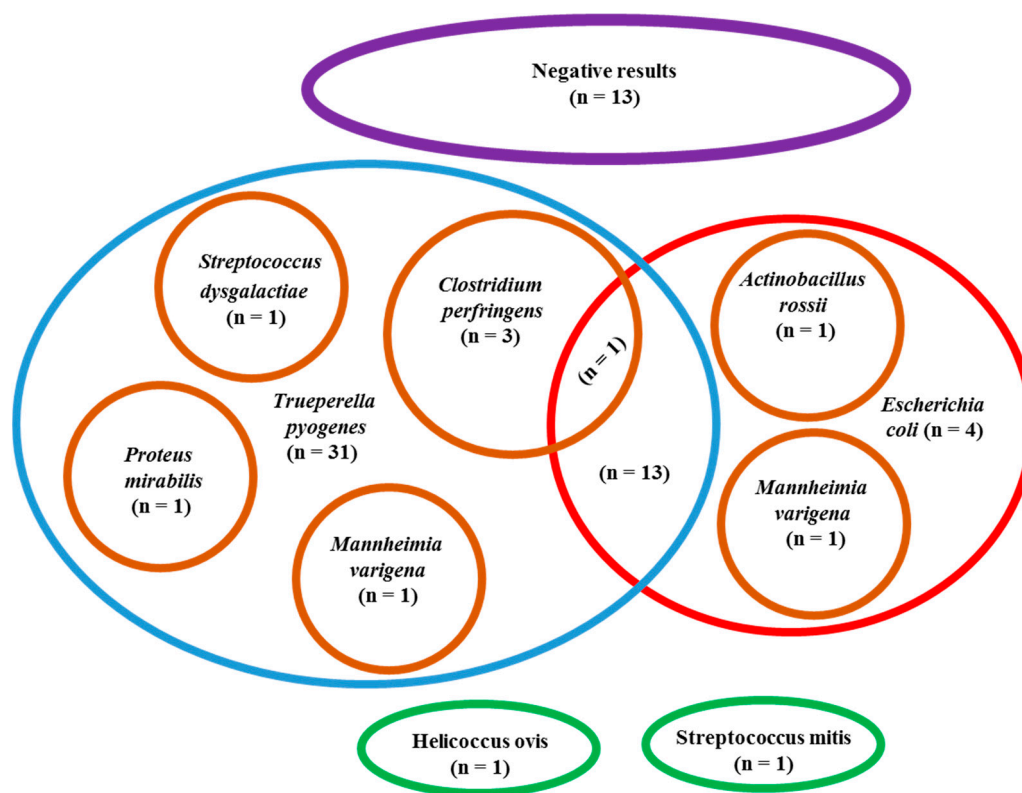 Negative results
(n = 13)
Streptococcus
dysgalactiae
(n = 1)
Clostridium
perfringens
(n = 3)
(n = 1)
Actinobacillus
rossii
(n = 1)
Trueperella
pyogenes
(n = 31)
Escherichia
coli (n = 4)
Proteus
mirabilis
(n = 1)
(n = 13)
Mannheimia
varigena
(n = 1)
Mannheimia
varigena
(n = 1)
Helicoccus ovis
(n = 1)
Streptococcus mitis
(n = 1)